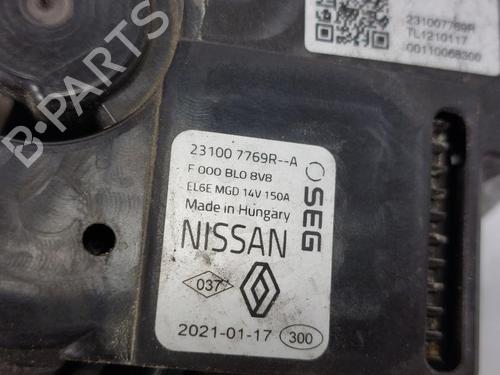 231007769R
TL1210117
00110068300
23100 7769R--A
F 000 BL0 8V8
EL6E MGD 14V 150A
Made in Hungary
SEG
NISSAN
037
2021-01-17
300
B-PARTS